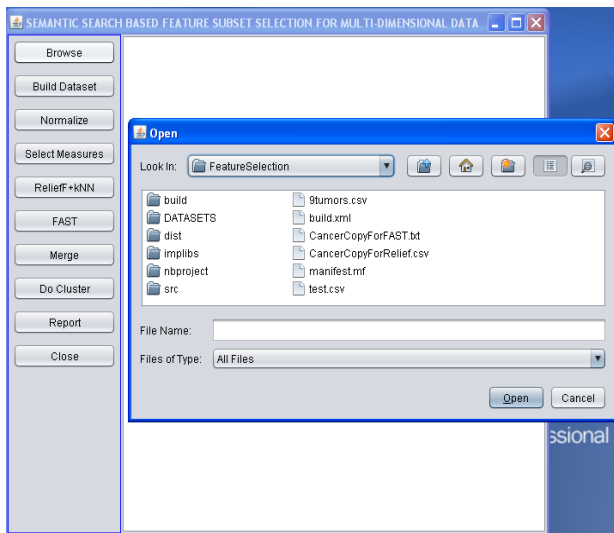 SEMANTIC SEARCH BASED FEATURE SUBSET SELECTION FOR MULTI-DIMENSIONAL DATA
Browse
Build Dataset
Normalize
Select Measures
ReliefF+kNN
FAST
Merge
Do Cluster
Report
Close
Open
Look In: FeatureSelection
build
DATASETS
dist
implibs
nbproject
src
9tumors.csv
build.xml
CancerCopyForFAST.txt
CancerCopyForRelief.csv
manifest.mf
test.csv
File Name:
Files of Type: All Files
Open Cancel
ssional